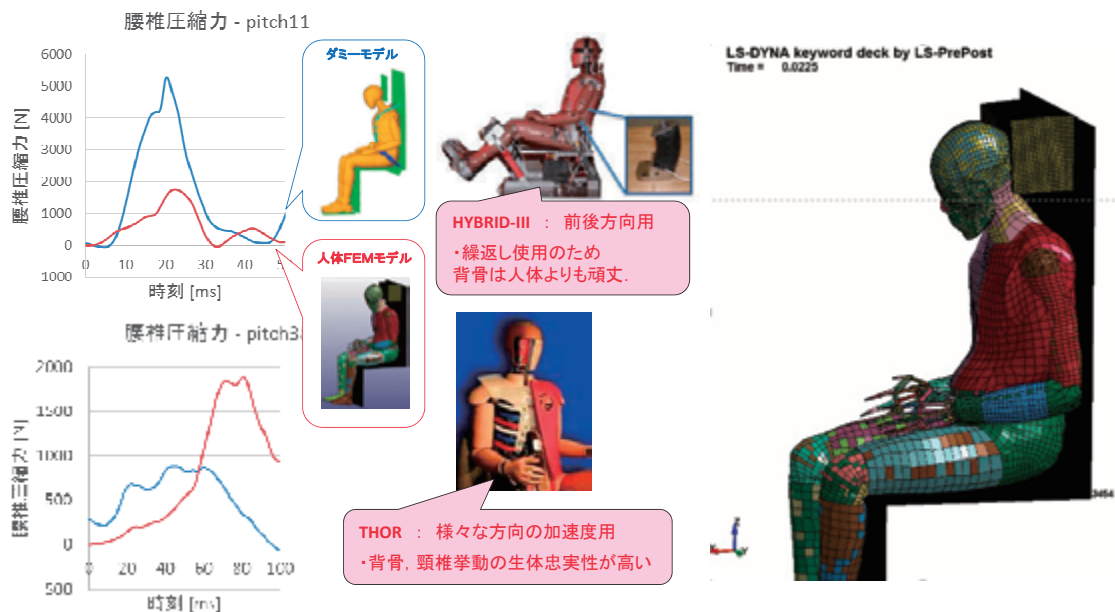 腰椎圧縮力 - pitch11
6000
5000
4000
3000
2000
1000
0
1000
腰椎圧縮力 [N]
0 10 20 30 40 5
時刻 [ms]
ダミーモデル
人体FEMモデル
HYBRID-III : 前後方向用
・繰返し使用のため
背骨は人体よりも頑丈.
腰椎圧縮力 - pitch3
2000
1500
1000
500
0
500
[N]
0 20 40 60 80 100
時刻 [ms]
THOR : 様々な方向の加速度用
・背骨, 頸椎挙動の生体忠実性が高い
LS-DYNA keyword deck by LS-PrePost
Time = 0.0225
Z
Y